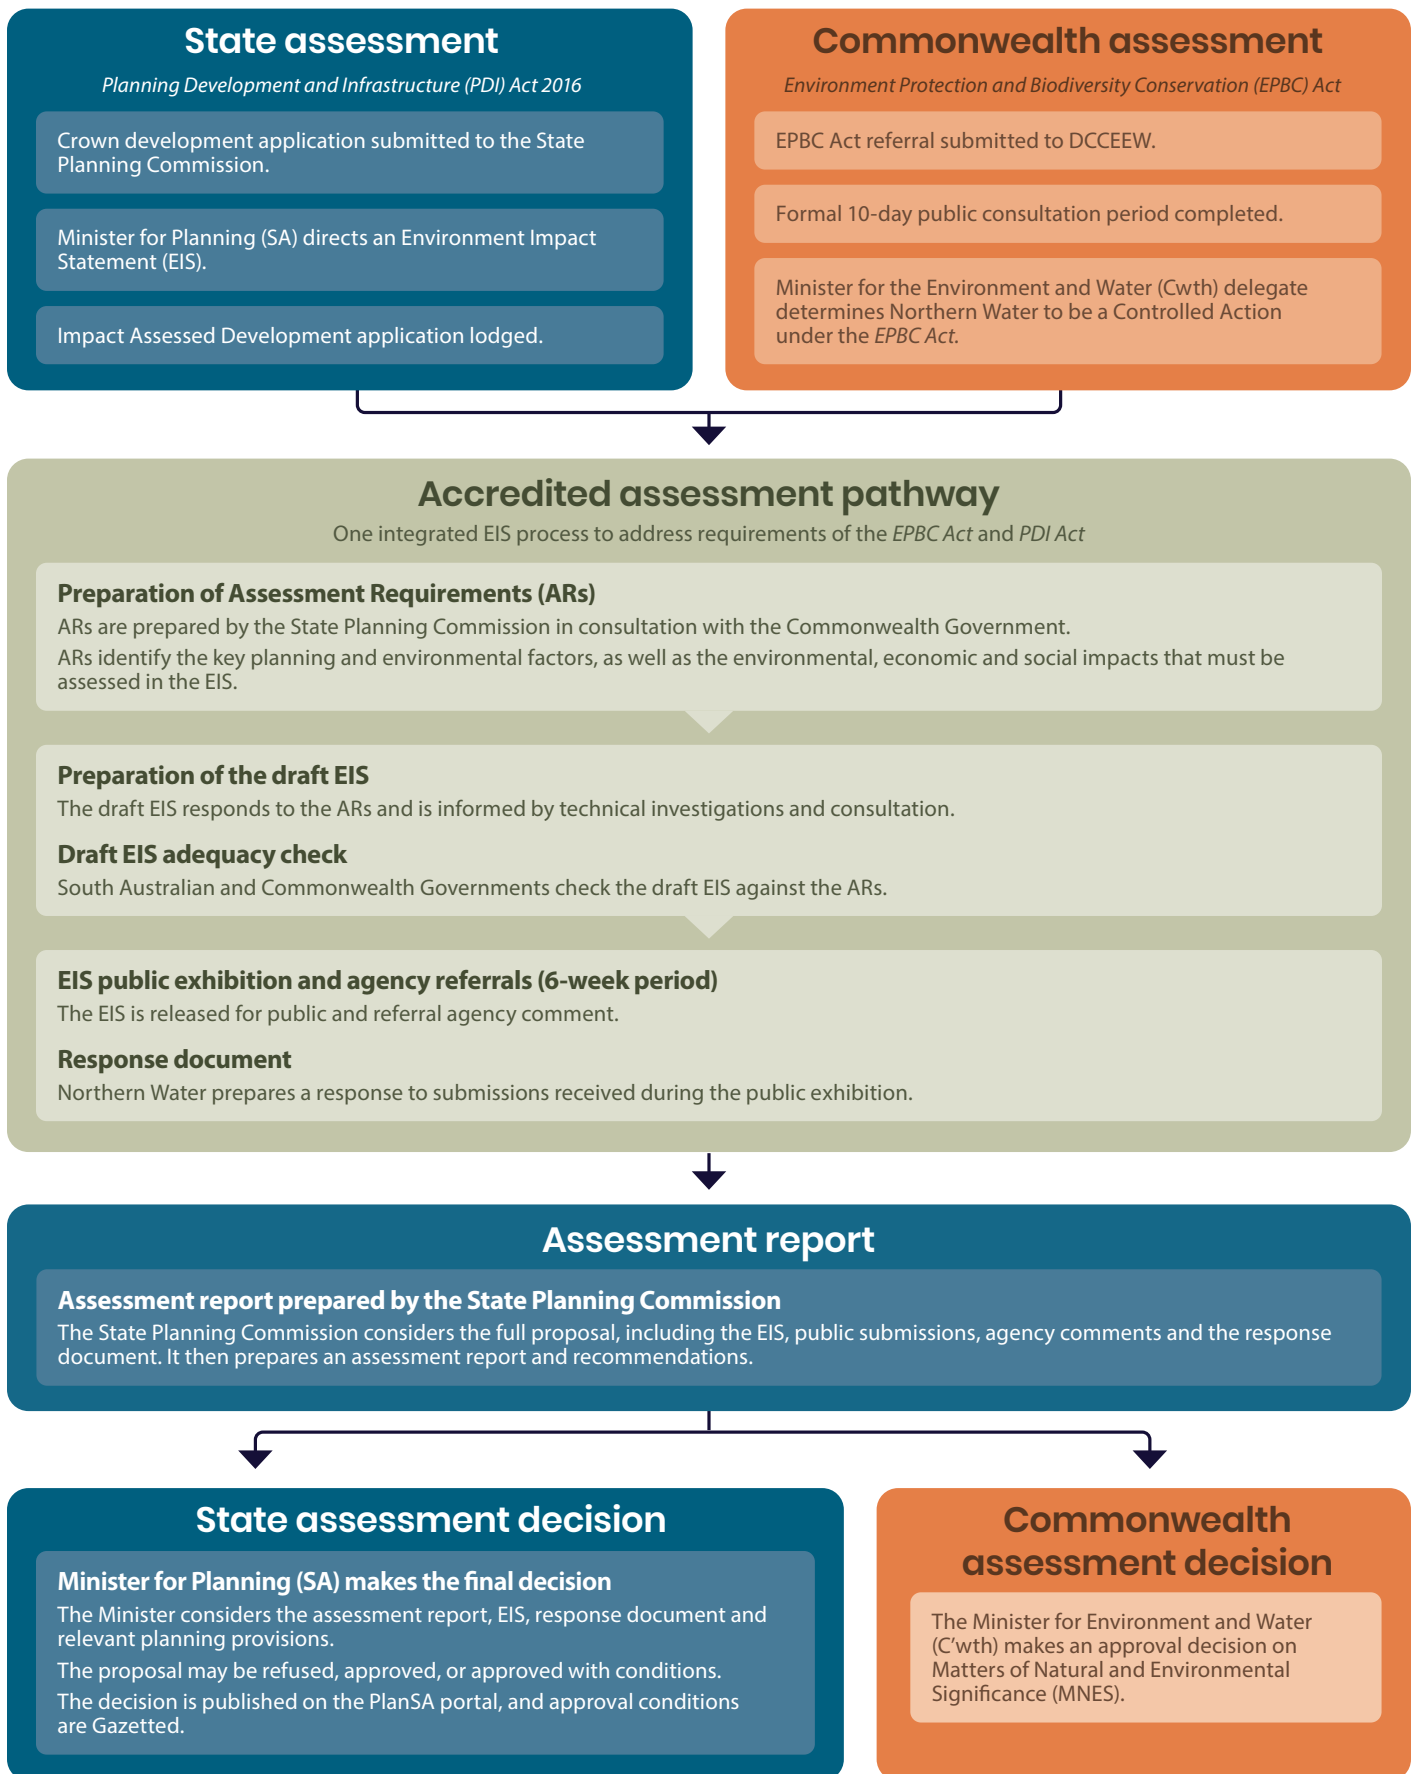 State assessment
Planning Development and Infrastructure (PDI) Act 2016
Crown development application submitted to the State
Planning Commission.
Minister for Planning (SA) directs an Environment Impact
Statement (EIS).
Impact Assessed Development application lodged.
Commonwealth assessment
Environment Protection and Biodiversity Conservation (EPBC) Act
EPBC Act referral submitted to DCCEEW.
Formal 10-day public consultation period completed.
Minister for the Environment and Water (Cwth) delegate
determines Northern Water to be a Controlled Action
under the EPBC Act.
Accredited assessment pathway
One integrated EIS process to address requirements of the EPBC Act and PDI Act
Preparation of Assessment Requirements (ARs)
ARs are prepared by the State Planning Commission in consultation with the Commonwealth Government.
ARs identify the key planning and environmental factors, as well as the environmental, economic and social impacts that must be
assessed in the EIS.
Preparation of the draft EIS
The draft EIS responds to the ARs and is informed by technical investigations and consultation.
Draft EIS adequacy check
South Australian and Commonwealth Governments check the draft EIS against the ARs.
EIS public exhibition and agency referrals (6-week period)
The EIS is released for public and referral agency comment.
Response document
Northern Water prepares a response to submissions received during the public exhibition.
Assessment report
Assessment report prepared by the State Planning Commission
The State Planning Commission considers the full proposal, including the EIS, public submissions, agency comments and the response
document. It then prepares an assessment report and recommendations.
State assessment decision
Minister for Planning (SA) makes the final decision
The Minister considers the assessment report, EIS, response document and
relevant planning provisions.
The proposal may be refused, approved, or approved with conditions.
The decision is published on the PlanSA portal, and approval conditions
are Gazetted.
Commonwealth
assessment decision
The Minister for Environment and Water
(C'wth) makes an approval decision on
Matters of Natural and Environmental
Significance (MNES).